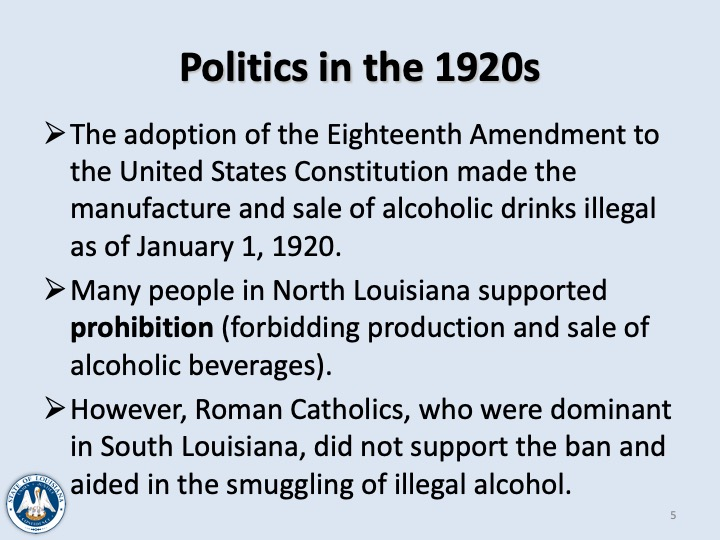 Politics in the 1920s
➢The adoption of the Eighteenth Amendment to
the United States Constitution made the
manufacture and sale of alcoholic drinks illegal
as of January 1, 1920.
➢Many people in North Louisiana supported
prohibition (forbidding production and sale of
alcoholic beverages).
➢However, Roman Catholics, who were dominant
in South Louisiana, did not support the ban and
aided in the smuggling of illegal alcohol.
STATE OF LOUISIANA
5